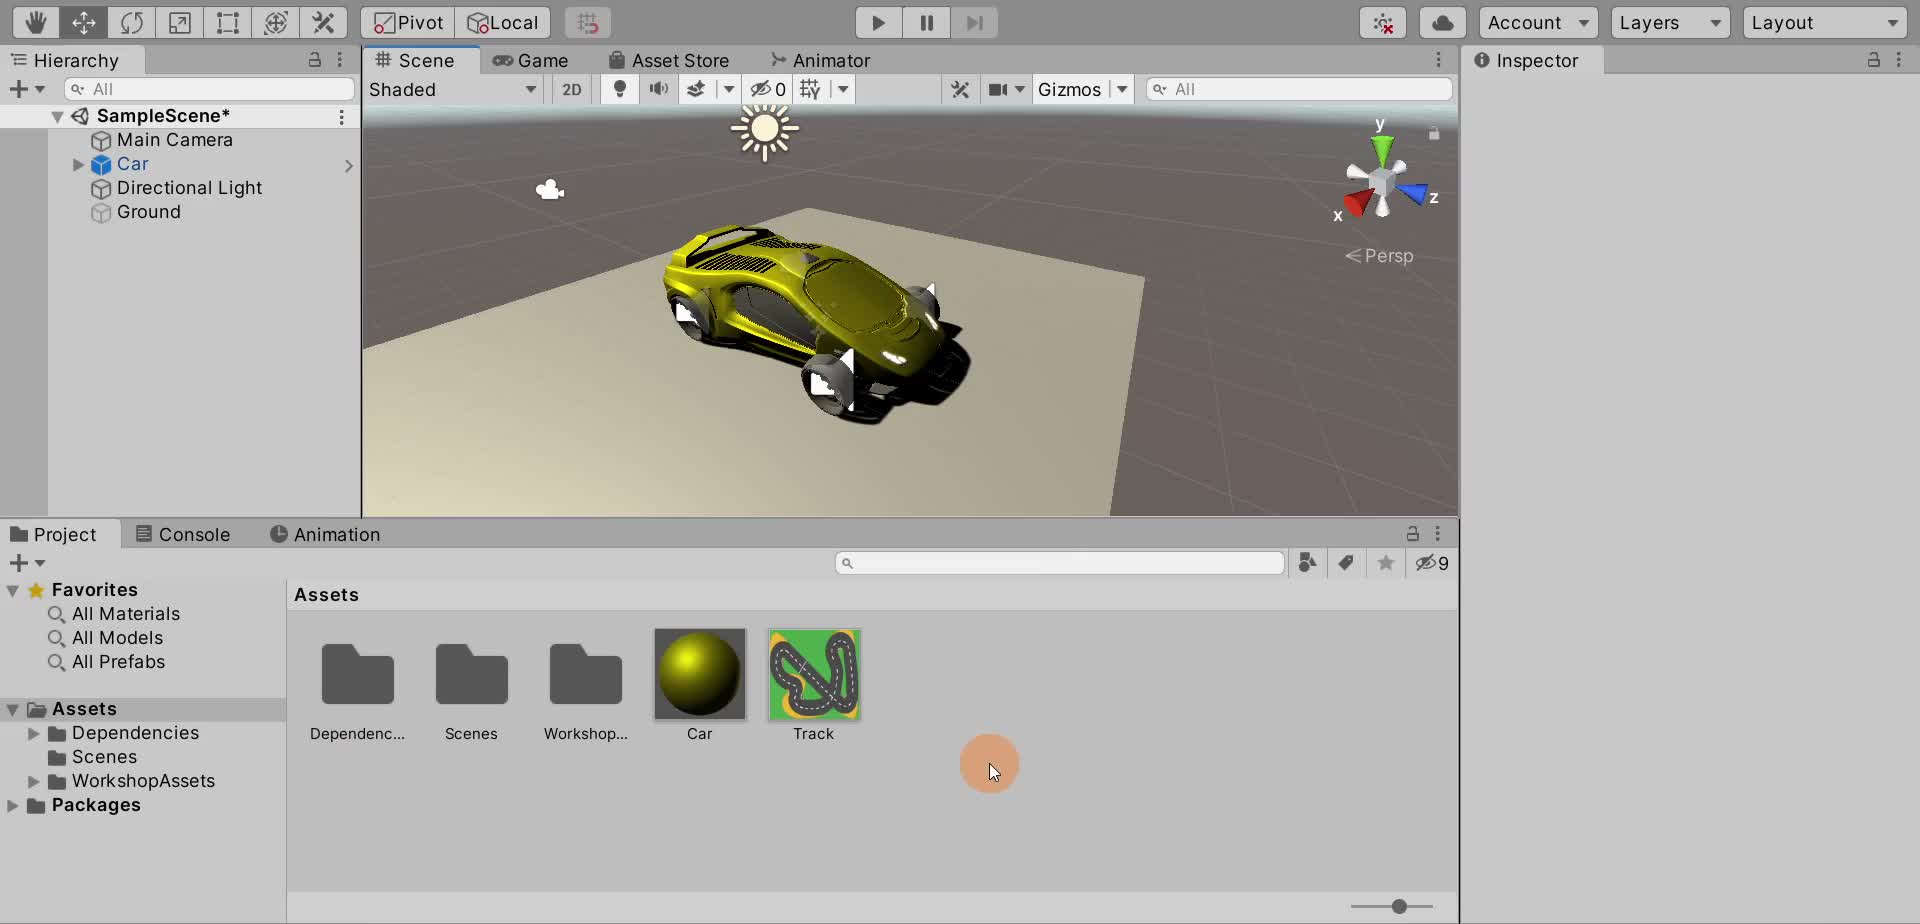 Pivot Local Account Layers Layout
Hierarchy
All
SampleScene*
Main Camera
Car
Directional Light
Ground
Scene Game Asset Store Animator
Shaded 2D 0 Gizmos All
y
z
x
Persp
Inspector
Project Console Animation
9
Favorites
All Materials
All Models
All Prefabs
Assets
Dependencies
Scenes
WorkshopAssets
Packages
Assets
Dependenc... Scenes Workshop... Car Track